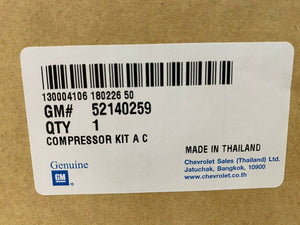 130004106 180226 50
GM# 52140259
QTY 1
COMPRESSOR KIT A C
MADE IN THAILAND
Genuine
GM
Chevrolet Sales (Thailand) Ltd.
Jatuchak, Bangkok, 10900
www.chevrolet.co.th